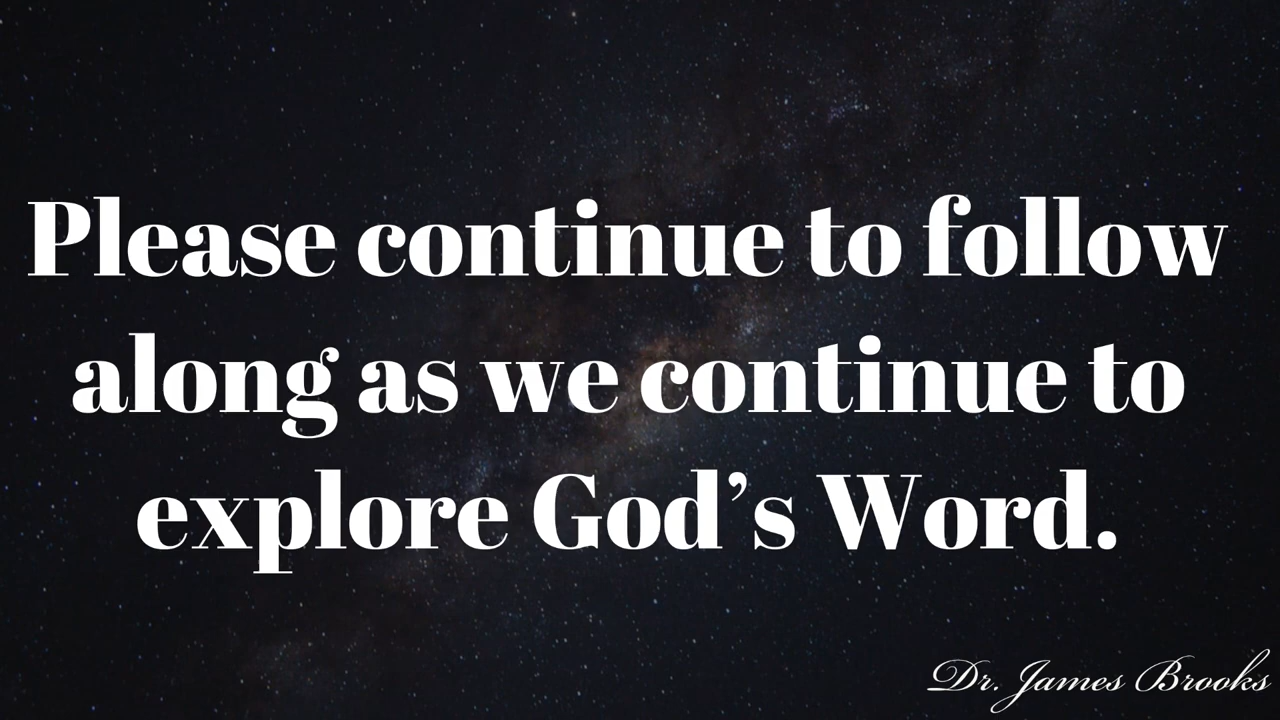 Please continue to follow
along as we continue to
explore God’s Word.
Dr. James Brooks